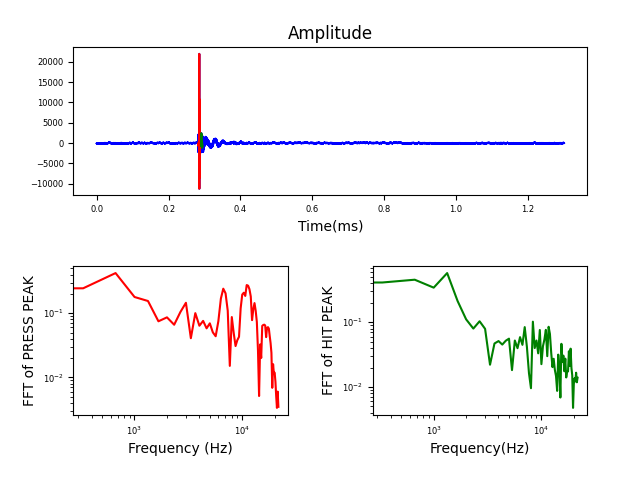 Amplitude
20000
15000
10000
5000
0
−5000
−10000
0.0 0.2 0.4 0.6 0.8 1.0 1.2
Time(ms)
FFT of PRESS PEAK
10⁻¹
10⁻²
10³ 10⁴
Frequency (Hz)
FFT of HIT PEAK
10⁻¹
10⁻²
10³ 10⁴
Frequency(Hz)